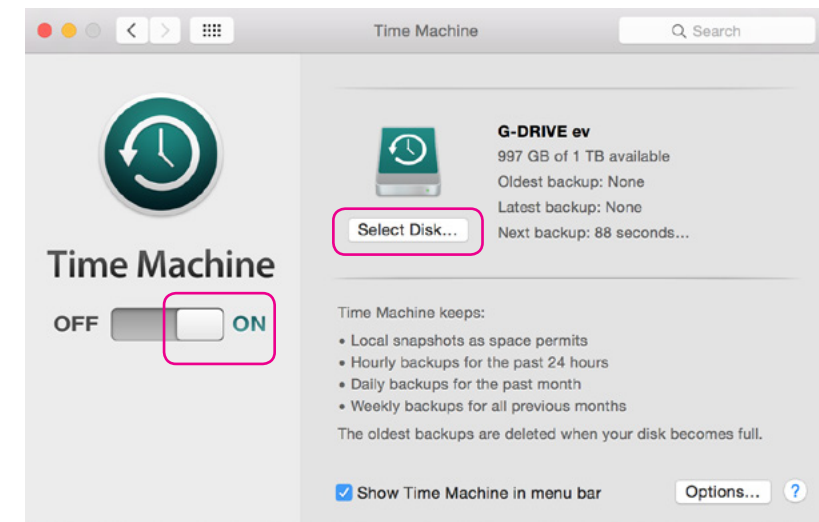 Time Machine
Search
Time Machine
OFF ON
G-DRIVE ev
997 GB of 1 TB available
Oldest backup: None
Latest backup: None
Next backup: 88 seconds...
Select Disk...
Time Machine keeps:
• Local snapshots as space permits
• Hourly backups for the past 24 hours
• Daily backups for the past month
• Weekly backups for all previous months
The oldest backups are deleted when your disk becomes full.
Show Time Machine in menu bar
Options...
?